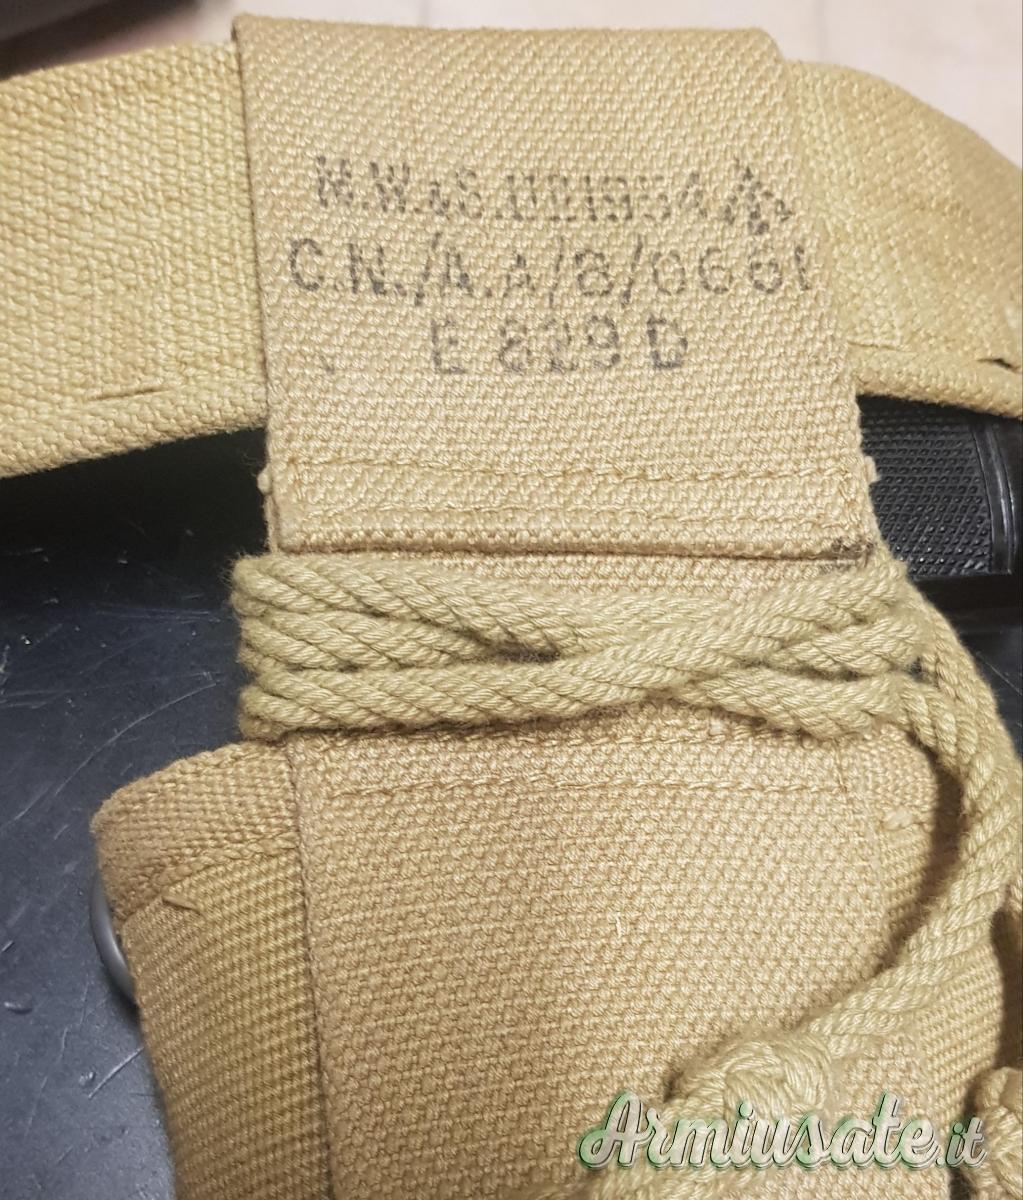 M.W.&S. LTD 1954
C.N./A.A/8/0661
E 829 D
Armiusate.it